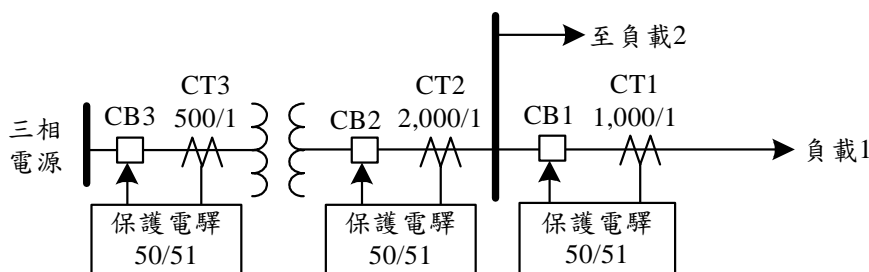 至負載2
CT3
500/1
CT2
2,000/1
CT1
1,000/1
CB3
CB2
CB1
三相
電源
負載1
保護電驛
50/51
保護電驛
50/51
保護電驛
50/51